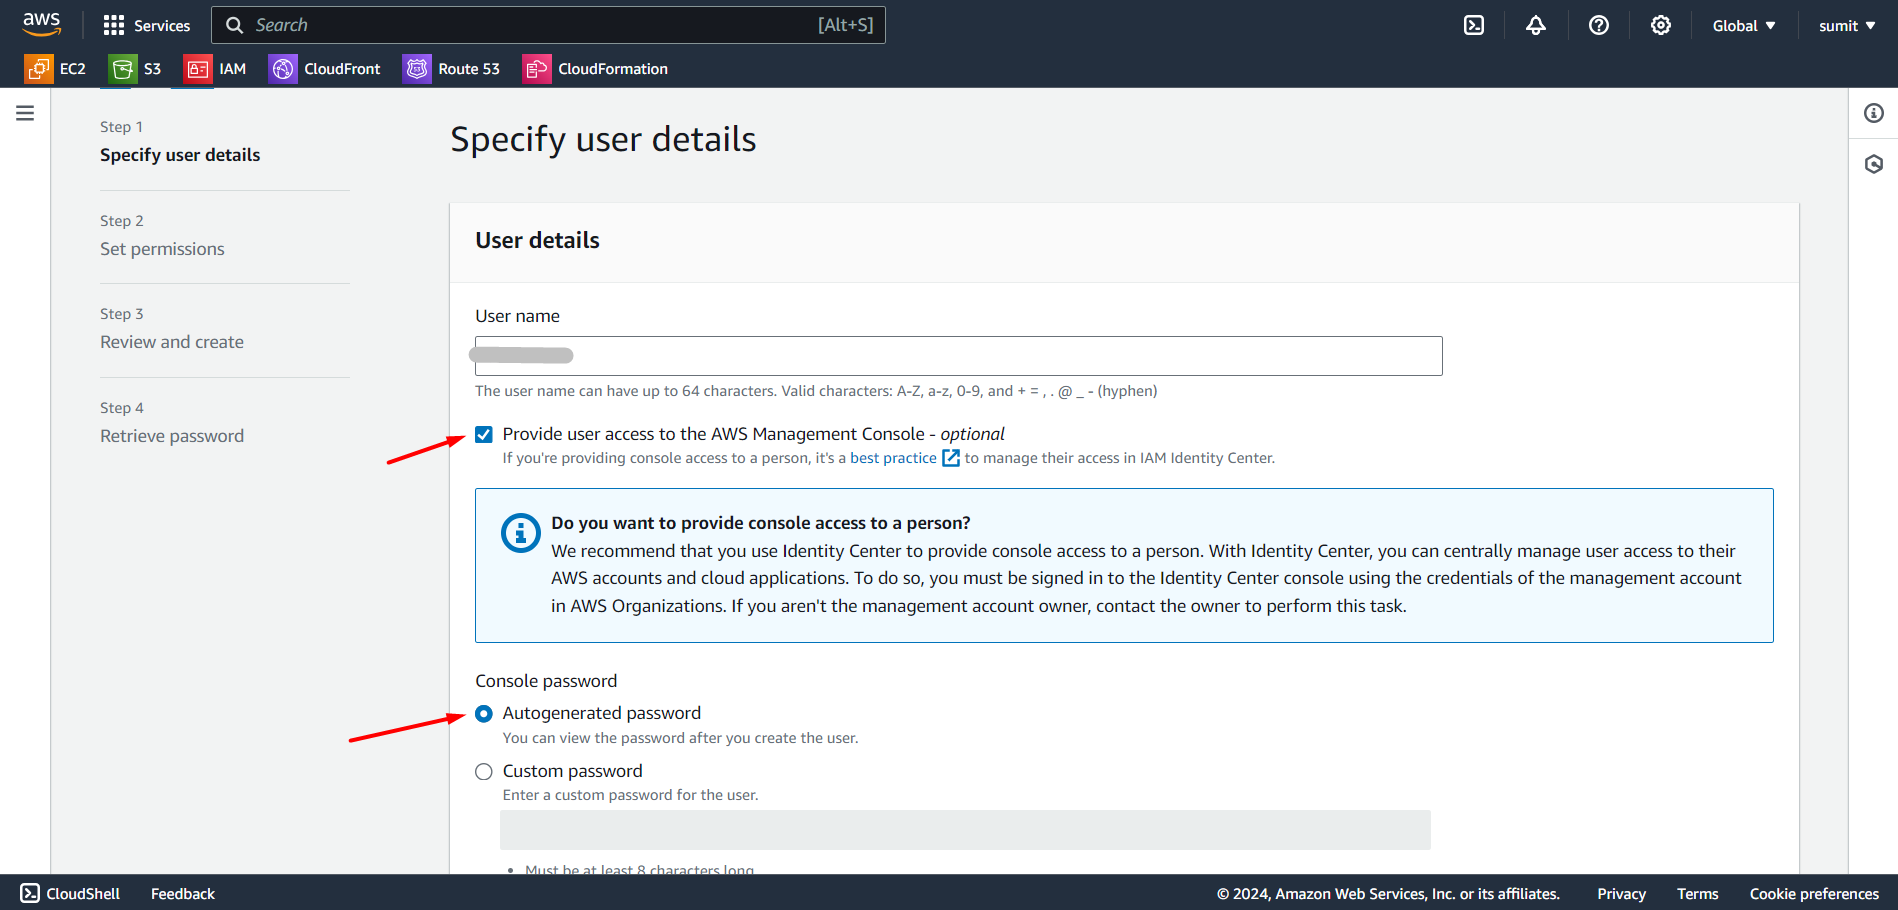 aws
Services
Search [Alt+S]
Global
sumit
EC2
S3
IAM
CloudFront
Route 53
CloudFormation
Step 1
Specify user details
Step 2
Set permissions
Step 3
Review and create
Step 4
Retrieve password
Specify user details
User details
User name
The user name can have up to 64 characters. Valid characters: A-Z, a-z, 0-9, and + = , . @ _ - (hyphen)
Provide user access to the AWS Management Console - optional
If you're providing console access to a person, it's a best practice to manage their access in IAM Identity Center.
Do you want to provide console access to a person?
We recommend that you use Identity Center to provide console access to a person. With Identity Center, you can centrally manage user access to their
AWS accounts and cloud applications. To do so, you must be signed in to the Identity Center console using the credentials of the management account
in AWS Organizations. If you aren't the management account owner, contact the owner to perform this task.
Console password
Autogenerated password
You can view the password after you create the user.
Custom password
Enter a custom password for the user.
• Must be at least 8 characters long
CloudShell
Feedback
© 2024, Amazon Web Services, Inc. or its affiliates.
Privacy
Terms
Cookie preferences